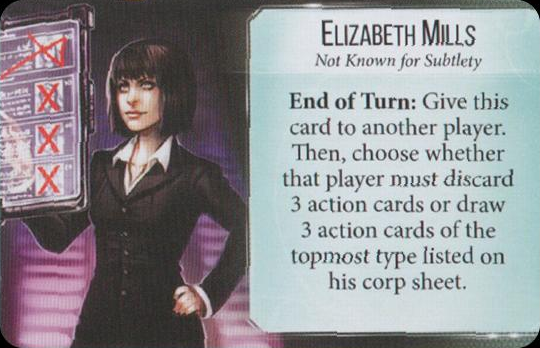 ELIZABETH MILLS
Not Known for Subtlety
End of Turn: Give this
card to another player.
Then, choose whether
that player must discard
3 action cards or draw
3 action cards of the
topmost type listed on
his corp sheet.